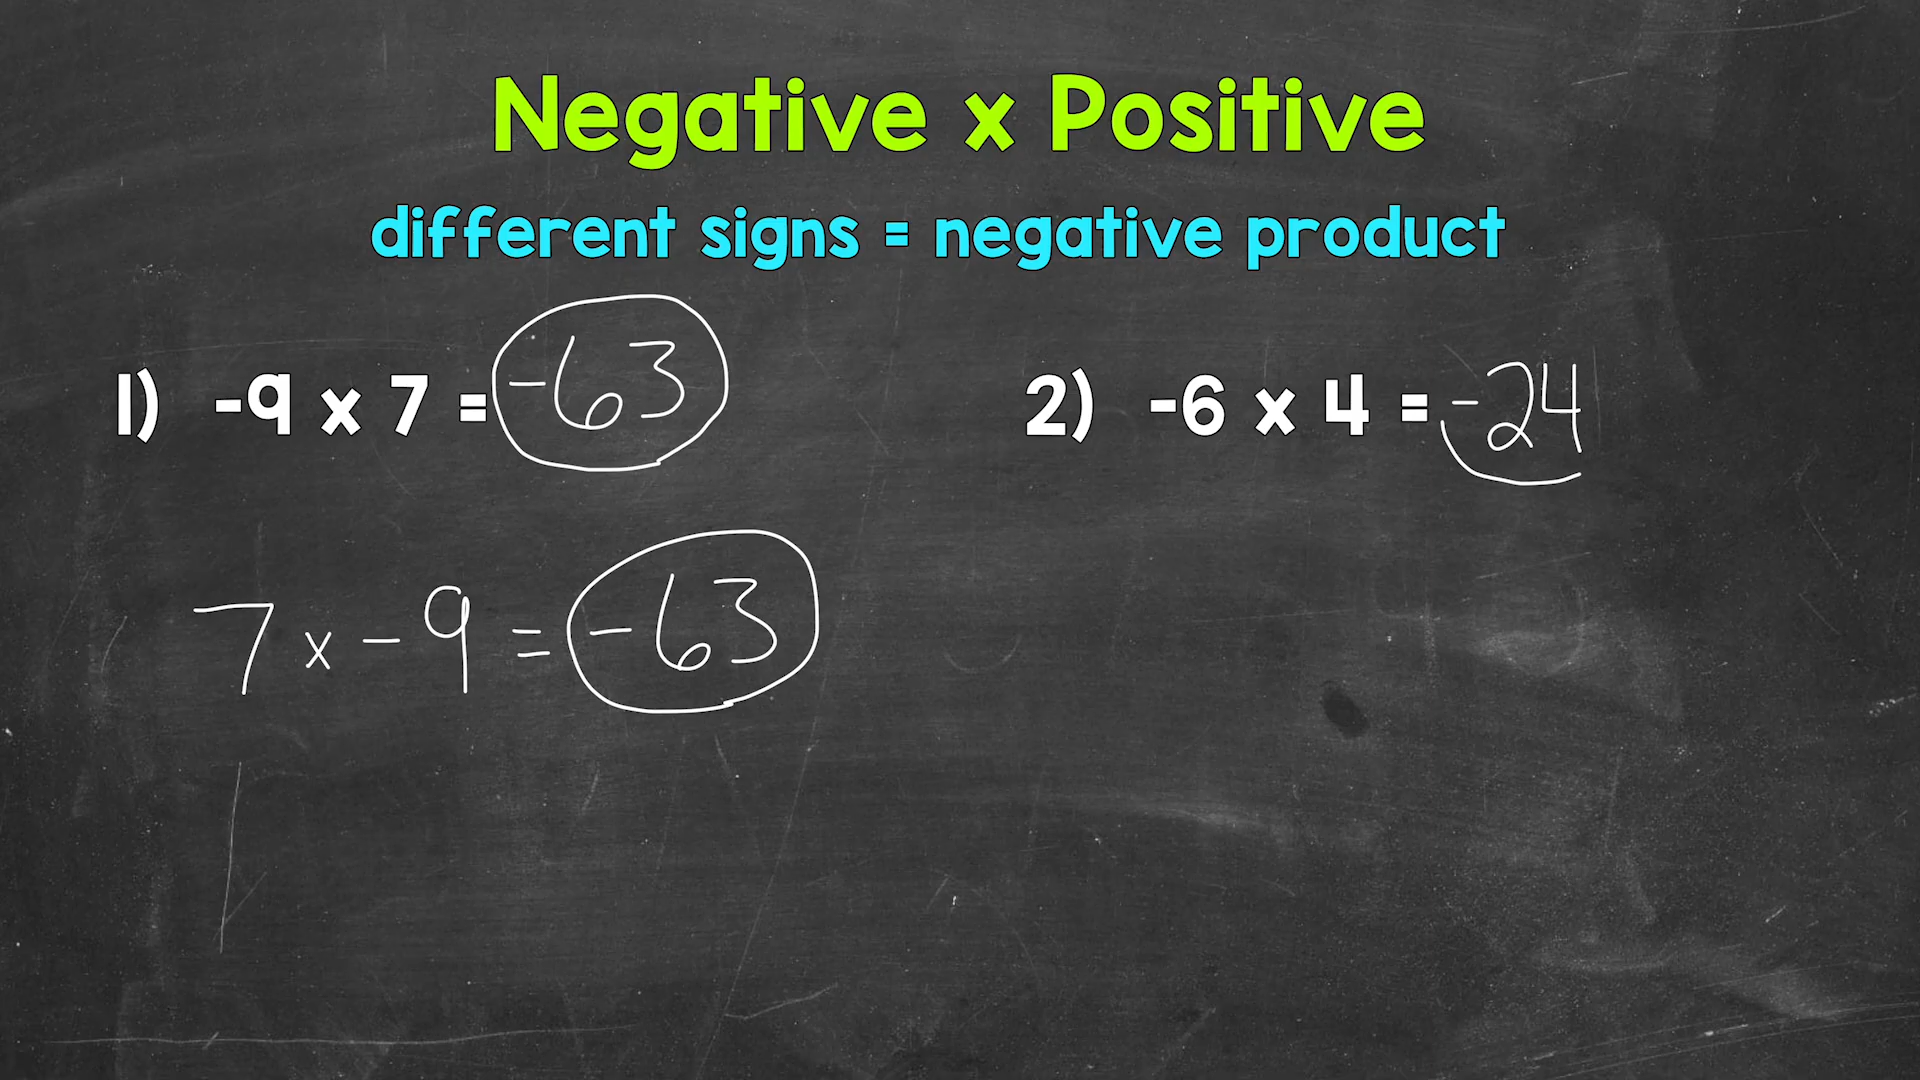 Negative x Positive
different signs = negative product
1) -9 x 7 = -63
2) -6 x 4 = -24
7 x -9 = -63